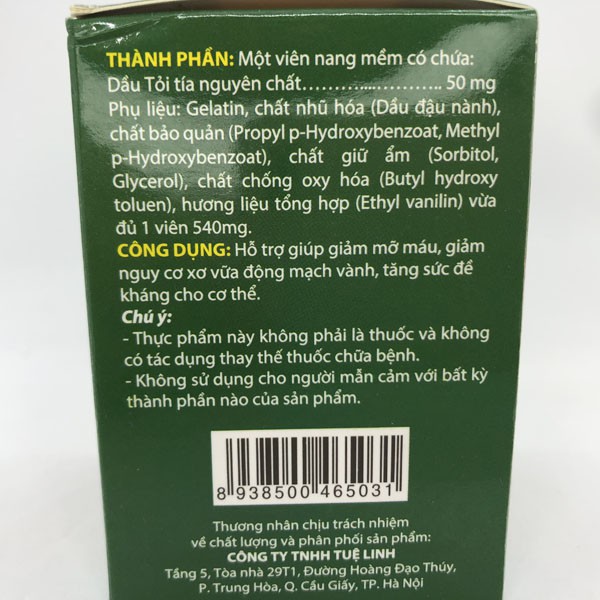 THÀNH PHẦN: Một viên nang mềm có chứa:
Dầu Tỏi tía nguyên chất………....……….. 50 mg
Phụ liệu: Gelatin, chất nhũ hóa (Dầu đậu nành),
chất bảo quản (Propyl p-Hydroxybenzoat, Methyl
p-Hydroxybenzoat), chất giữ ẩm (Sorbitol,
Glycerol), chất chống oxy hóa (Butyl hydroxy
toluen), hương liệu tổng hợp (Ethyl vanilin) vừa
đủ 1 viên 540mg.
CÔNG DỤNG: Hỗ trợ giúp giảm mỡ máu, giảm
nguy cơ xơ vữa động mạch vành, tăng sức đề
kháng cho cơ thể.
Chú ý:
- Thực phẩm này không phải là thuốc và không
có tác dụng thay thế thuốc chữa bệnh.
- Không sử dụng cho người mẫn cảm với bất kỳ
thành phần nào của sản phẩm.
8 938500 465031
Thương nhân chịu trách nhiệm
về chất lượng và phân phối sản phẩm:
CÔNG TY TNHH TUỆ LINH
Tầng 5, Tòa nhà 29T1, Đường Hoàng Đạo Thúy,
P. Trung Hòa, Q. Cầu Giấy, TP. Hà Nội